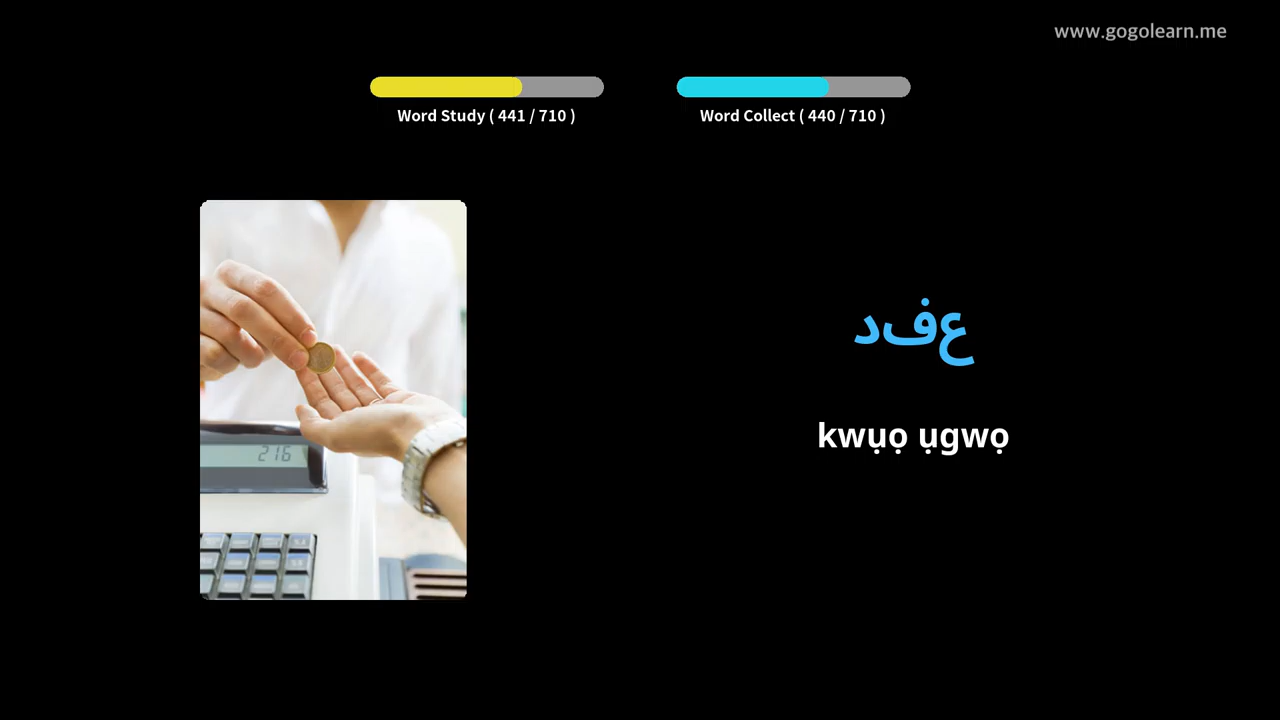 www.gogolearn.me
Word Study ( 441 / 710 )
Word Collect ( 440 / 710 )
دفع
216
kwụọ ụgwọ